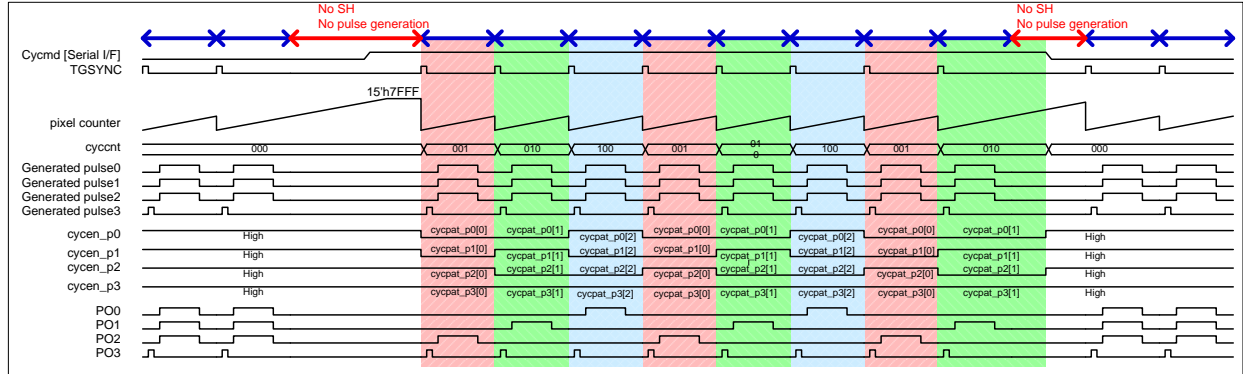 No SH
No pulse generation
No SH
No pulse generation
Cycmd [Serial I/F]
TGSYNC
15'h7FFF
pixel counter
cyccnt 000 001 010 100 001 010 100 001 010 000
Generated pulse0
Generated pulse1
Generated pulse2
Generated pulse3
cycen_p0 High cycpat_p0[0] cycpat_p0[1] cycpat_p0[2] cycpat_p0[0] cycpat_p0[1] cycpat_p0[2] cycpat_p0[0] cycpat_p0[1] High
cycen_p1 High cycpat_p1[0] cycpat_p1[1] cycpat_p1[2] cycpat_p1[0] cycpat_p1[1] cycpat_p1[2] cycpat_p1[0] cycpat_p1[1] High
cycen_p2 High cycpat_p2[0] cycpat_p2[1] cycpat_p2[2] cycpat_p2[0] cycpat_p2[1] cycpat_p2[2] cycpat_p2[0] cycpat_p2[1] High
cycen_p3 High cycpat_p3[0] cycpat_p3[1] cycpat_p3[2] cycpat_p3[0] cycpat_p3[1] cycpat_p3[2] cycpat_p3[0] cycpat_p3[1] High
PO0
PO1
PO2
PO3